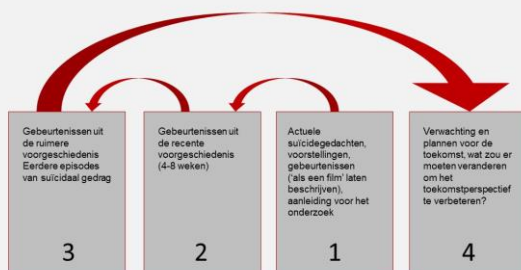 Gebeurtenissen uit
de ruimere
voorgeschiedenis
Eerdere episodes
van suïcidaal gedrag
3
Gebeurtenissen uit
de recente
voorgeschiedenis
(4-8 weken)
2
Actuele
suïcidegedachten,
voorstellingen,
gebeurtenissen
('als een film' laten
beschrijven),
aanleiding voor het
onderzoek
1
Verwachting en
plannen voor de
toekomst, wat zou er
moeten veranderen
om het
toekomstperspectief
te verbeteren?
4